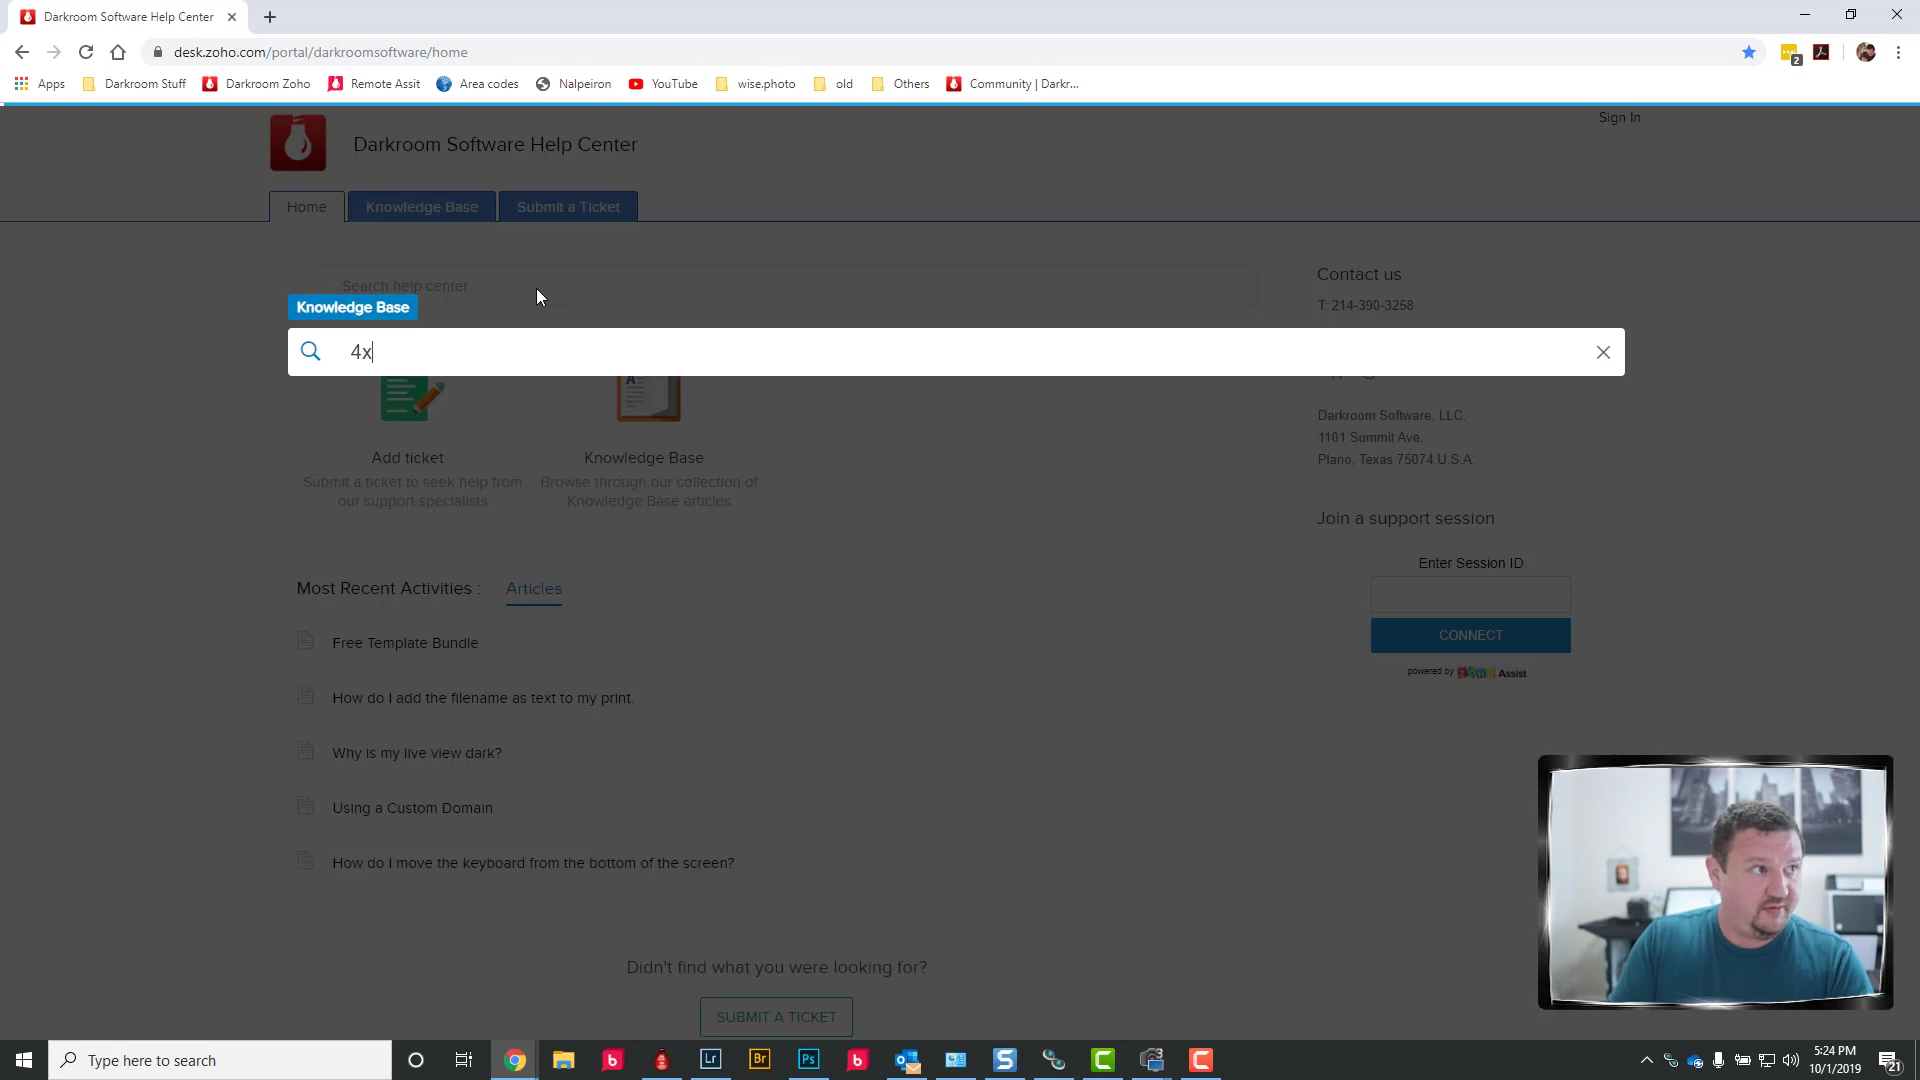 Darkroom Software Help Center
desk.zoho.com/portal/darkroomsoftware/home
2
Apps Darkroom Stuff Darkroom Zoho Remote Assit Area codes Nalpeiron YouTube wise.photo old Others Community | Darkr...
Sign In
Darkroom Software Help Center
Home Knowledge Base Submit a Ticket
Search help center
Contact us
Knowledge Base
T: 214-390-3258
4x
Darkroom Software, LLC.
1101 Summit Ave,
Plano, Texas 75074 U.S.A.
Add ticket
Submit a ticket to seek help from
our support specialists
Knowledge Base
Browse through our collection of
Knowledge Base articles
Join a support session
Enter Session ID
CONNECT
powered by ZOHO Assist
Most Recent Activities : Articles
Free Template Bundle
How do I add the filename as text to my print.
Why is my live view dark?
Using a Custom Domain
How do I move the keyboard from the bottom of the screen?
Didn't find what you were looking for?
SUBMIT A TICKET
Type here to search
Lr Br Ps
5:24 PM
10/1/2019
21